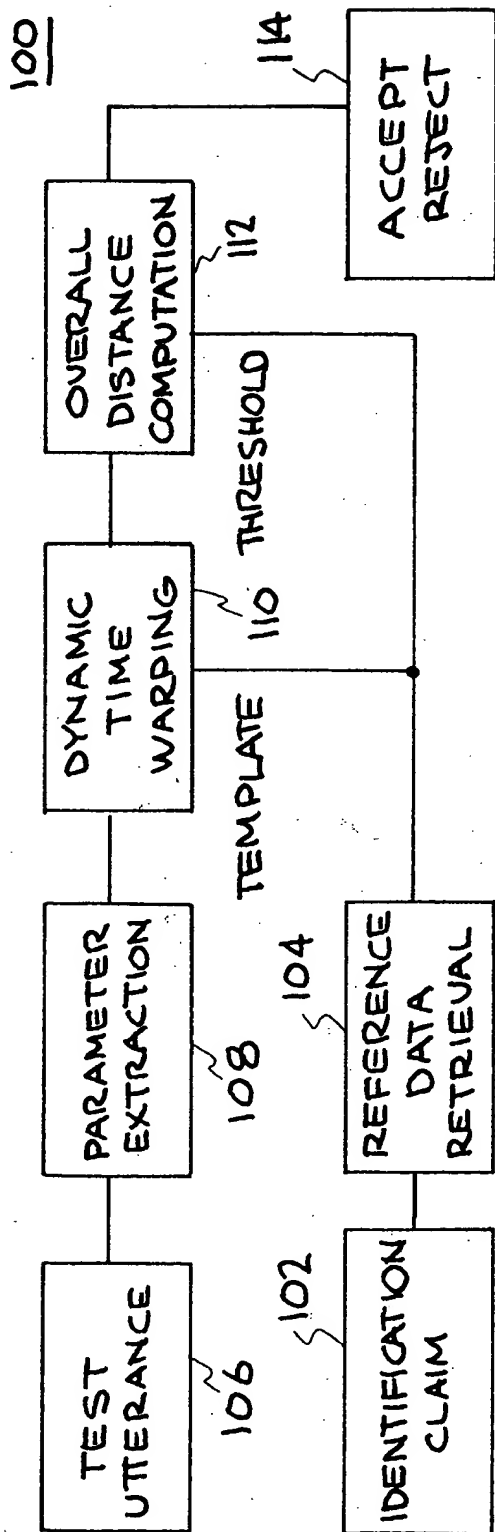 100
TEST
UTTERANCE
106
PARAMETER
EXTRACTION
108
DYNAMIC
TIME
WARPING
110
OVERALL
DISTANCE
COMPUTATION
112
TEMPLATE
THRESHOLD
IDENTIFICATION
CLAIM
102
REFERENCE
DATA
RETRIEVAL
104
ACCEPT
REJECT
114